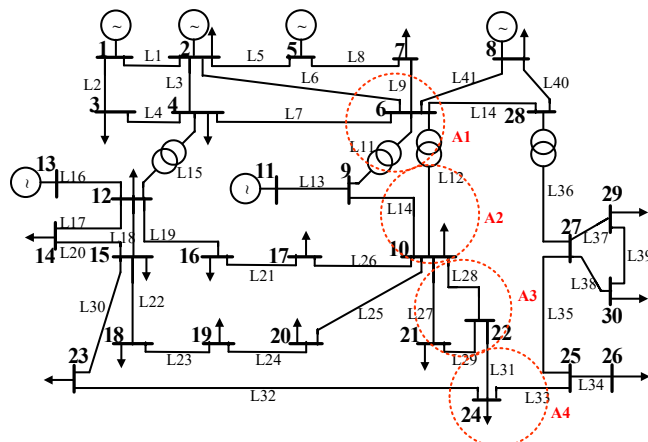 ~ ~ ~ ~
1 2 5 7 8
L1 L5 L8
L2 L3 L6 L9 L41 L40
3 L4 4 L7 6 L14 28
A1
13 L15 L11
~ L16 11 9 L12 L36 29
12 ~ L13 27
L17 L18 L19 L14 A2 L37
14 L20 15 16 17 10 L38 L39
L21 L26 30
L30 L22 L25 L27 L28 A3 L35
18 19 20 21 22
23 L23 L24 L29 L31 25 26
L32 24 L33 L34
A4